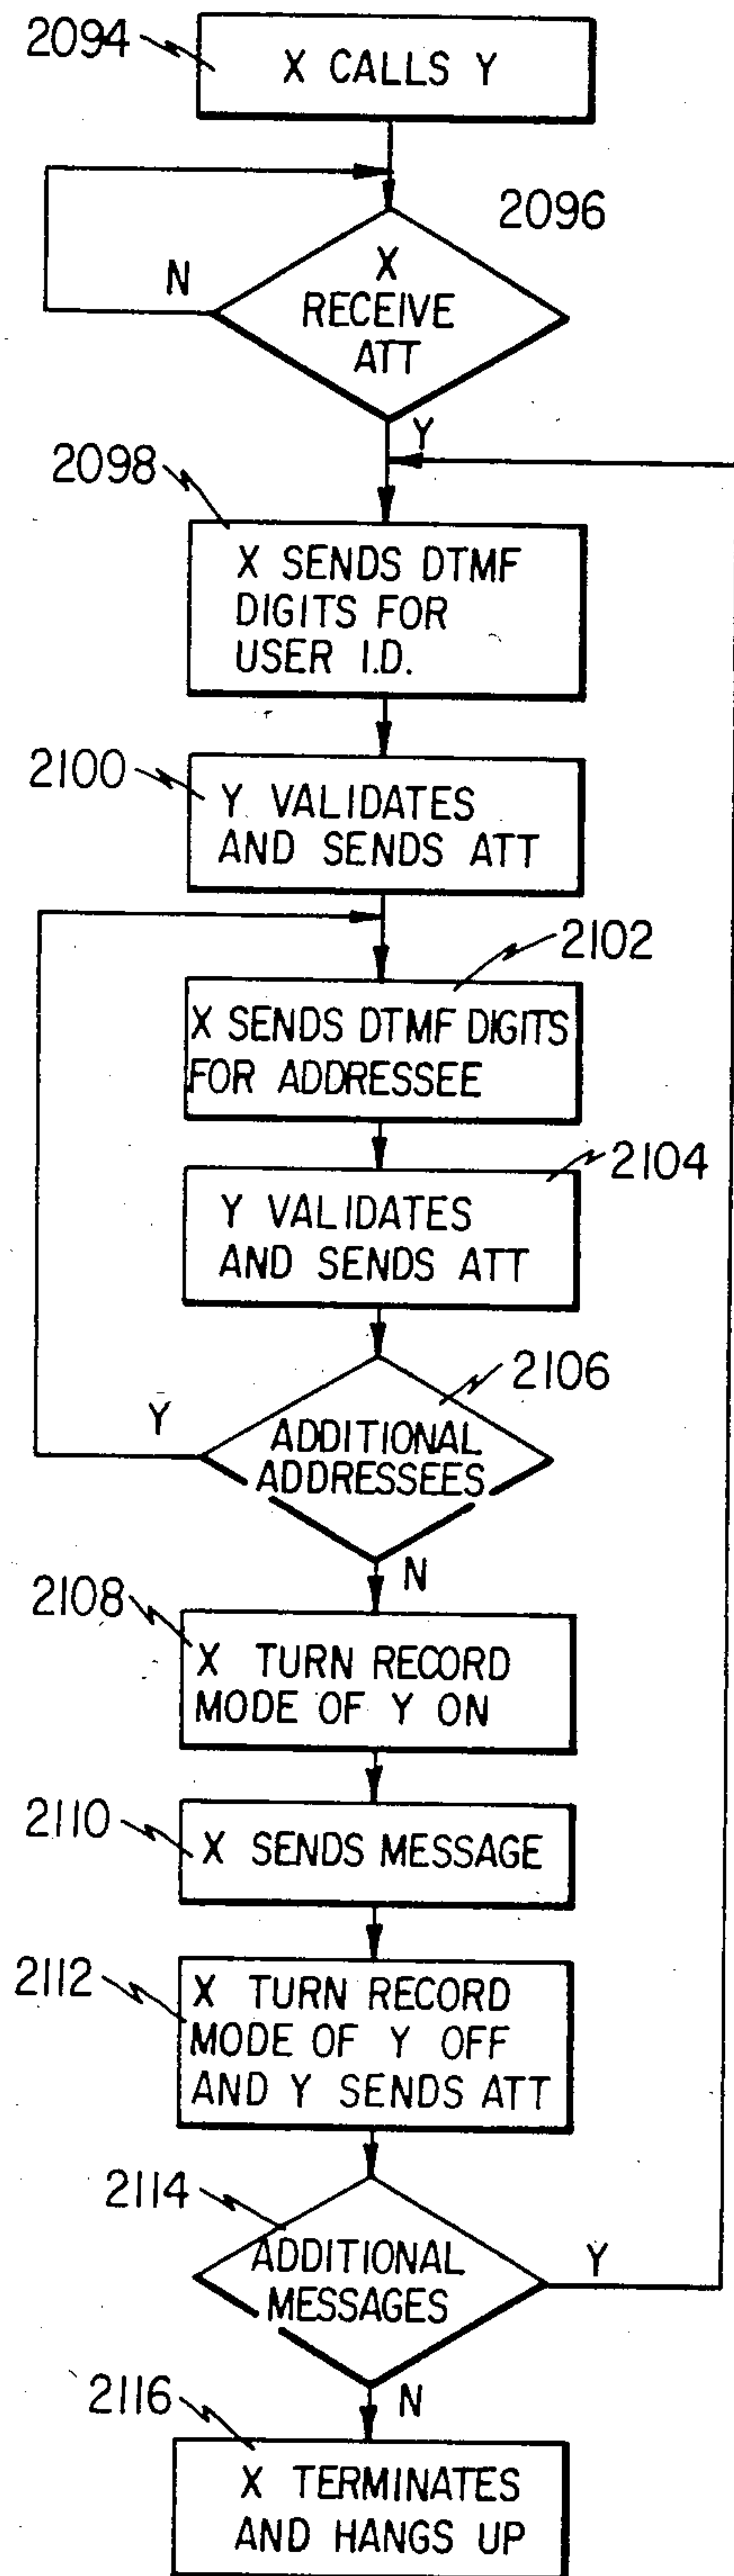 2094
X CALLS Y
2096
X
RECEIVE
ATT
N
Y
2098
X SENDS DTMF
DIGITS FOR
USER I.D.
2100
Y VALIDATES
AND SENDS ATT
2102
X SENDS DTMF DIGITS
FOR ADDRESSEE
2104
Y VALIDATES
AND SENDS ATT
2106
Y
ADDITIONAL
ADDRESSEES
N
2108
X TURN RECORD
MODE OF Y ON
2110
X SENDS MESSAGE
2112
X TURN RECORD
MODE OF Y OFF
AND Y SENDS ATT
2114
ADDITIONAL
MESSAGES
Y
N
2116
X TERMINATES
AND HANGS UP